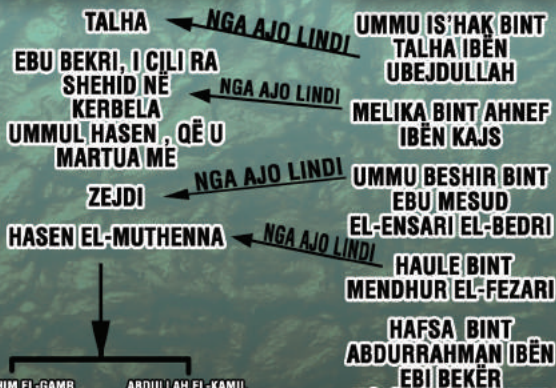 TALHA
EBU BEKRI, I CILI RA
SHEHID NË
KERBELA
UMMUL HASEN , QË U
MARTUA ME
ZEJDI
HASEN EL-MUTHENNA
NGA AJO LINDI
NGA AJO LINDI
NGA AJO LINDI
NGA AJO LINDI
UMMU IS'HAK BINT
TALHA IBËN
UBEJDULLAH
MELIKA BINT AHNEF
IBËN KAJS
UMMU BESHIR BINT
EBU MESUD
EL-ENSARI EL-BEDRI
HAULE BINT
MENDHUR EL-FEZARI
HAFSA BINT
ABDURRAHMAN IBËN
EBI BEKËR
ABDULLAH EL-KAMIL